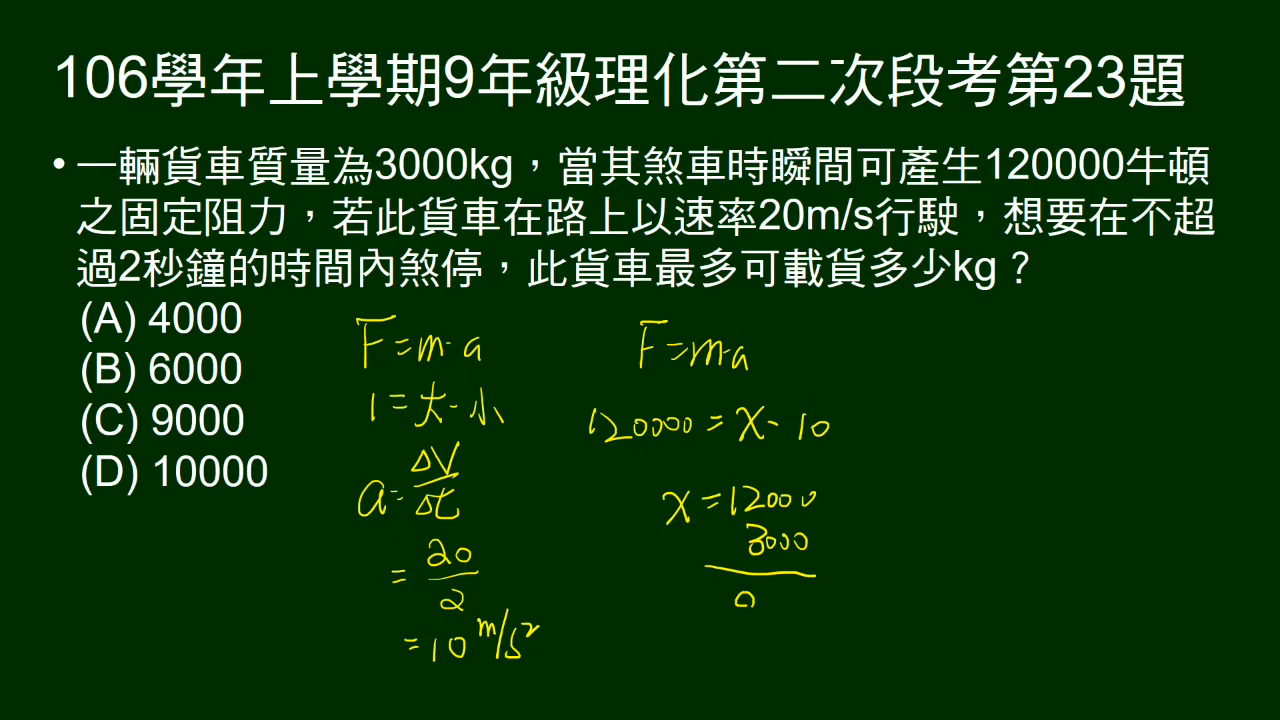 106學年上學期9年級理化第二次段考第23題
• 一輛貨車質量為3000kg，當其煞車時瞬間可產生120000牛頓
之固定阻力，若此貨車在路上以速率20m/s行駛，想要在不超
過2秒鐘的時間內煞停，此貨車最多可載貨多少kg？
(A) 4000
(B) 6000
(C) 9000
(D) 10000
F=m·a
1=大·小
a=ΔV/Δt
=20/2
=10 m/s²
F=m·a
120000=x·10
x=12000
3000
0